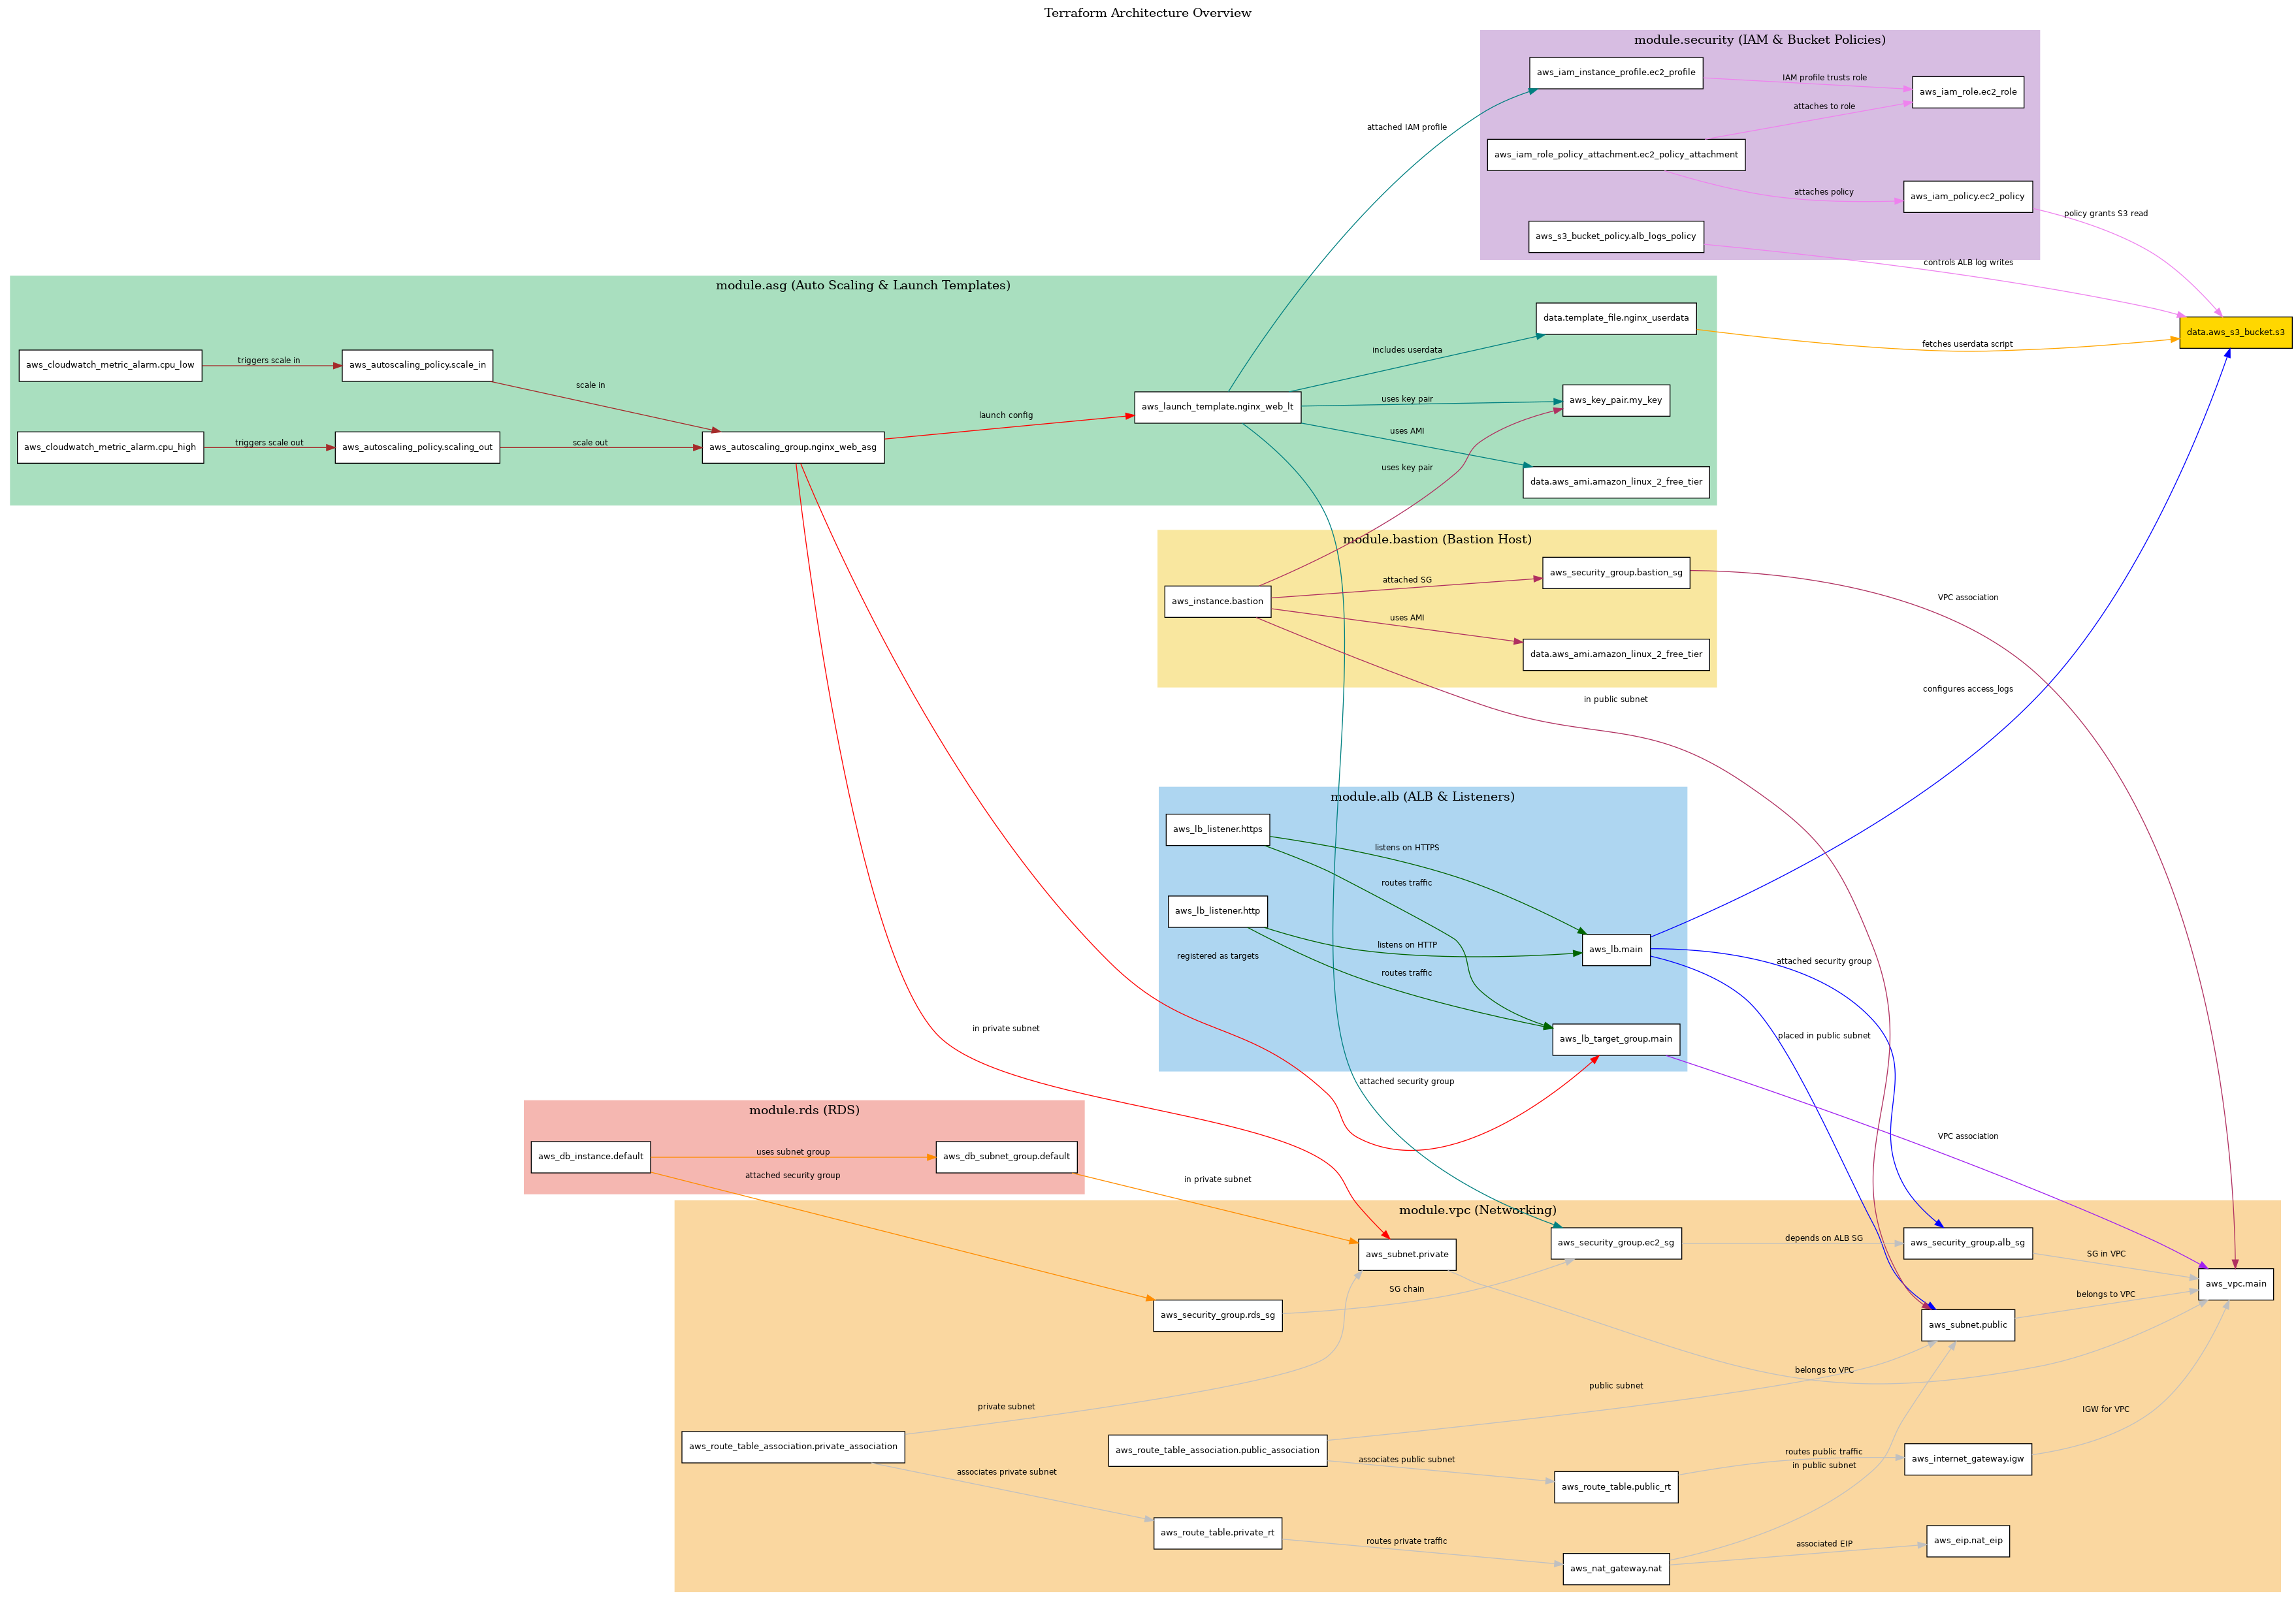 Terraform Architecture Overview
module.security (IAM & Bucket Policies)
aws_iam_instance_profile.ec2_profile
IAM profile trusts role
aws_iam_role.ec2_role
attaches to role
attached IAM profile
aws_iam_role_policy_attachment.ec2_policy_attachment
attaches policy
aws_iam_policy.ec2_policy
policy grants S3 read
aws_s3_bucket_policy.alb_logs_policy
controls ALB log writes
module.asg (Auto Scaling & Launch Templates)
data.template_file.nginx_userdata
data.aws_s3_bucket.s3
fetches userdata script
includes userdata
aws_cloudwatch_metric_alarm.cpu_low
triggers scale in
aws_autoscaling_policy.scale_in
scale in
aws_launch_template.nginx_web_lt
uses key pair
aws_key_pair.my_key
launch config
uses AMI
aws_cloudwatch_metric_alarm.cpu_high
triggers scale out
aws_autoscaling_policy.scaling_out
scale out
aws_autoscaling_group.nginx_web_asg
uses key pair
data.aws_ami.amazon_linux_2_free_tier
module.bastion (Bastion Host)
aws_security_group.bastion_sg
attached SG
aws_instance.bastion
VPC association
uses AMI
data.aws_ami.amazon_linux_2_free_tier
in public subnet
configures access_logs
module.alb (ALB & Listeners)
aws_lb_listener.https
listens on HTTPS
routes traffic
aws_lb_listener.http
listens on HTTP
aws_lb.main
registered as targets
attached security group
routes traffic
in private subnet
placed in public subnet
aws_lb_target_group.main
attached security group
module.rds (RDS)
VPC association
aws_db_instance.default
uses subnet group
aws_db_subnet_group.default
attached security group
in private subnet
module.vpc (Networking)
aws_subnet.private
aws_security_group.ec2_sg
depends on ALB SG
aws_security_group.alb_sg
SG in VPC
aws_vpc.main
SG chain
belongs to VPC
aws_security_group.rds_sg
aws_subnet.public
belongs to VPC
public subnet
private subnet
IGW for VPC
aws_route_table_association.private_association
aws_route_table_association.public_association
routes public traffic
associates public subnet
aws_internet_gateway.igw
in public subnet
associates private subnet
aws_route_table.public_rt
aws_route_table.private_rt
routes private traffic
associated EIP
aws_eip.nat_eip
aws_nat_gateway.nat